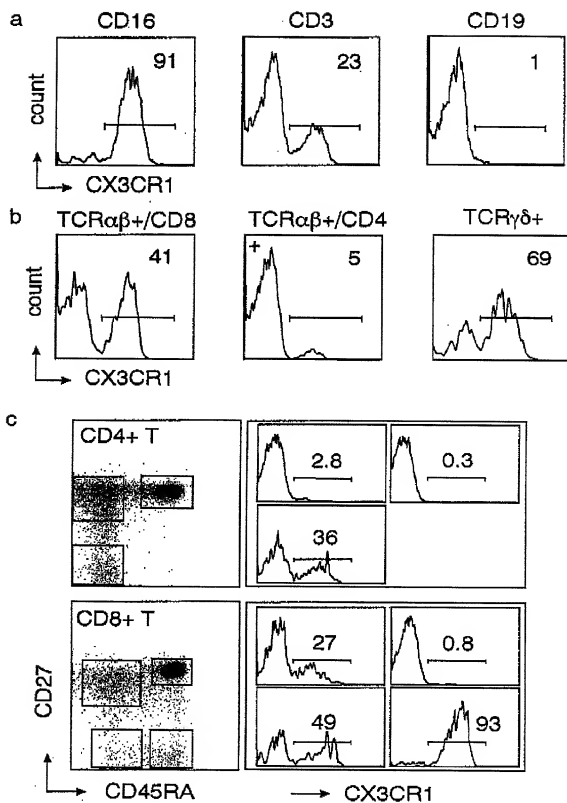 a
CD16 CD3 CD19
91 23 1
count
CX3CR1
b
TCRαβ+/CD8 TCRαβ+/CD4 TCRγδ+
+
41 5 69
count
CX3CR1
c
CD4+ T
2.8 0.3
36
CD8+ T
27 0.8
49 93
CD27
CD45RA CX3CR1